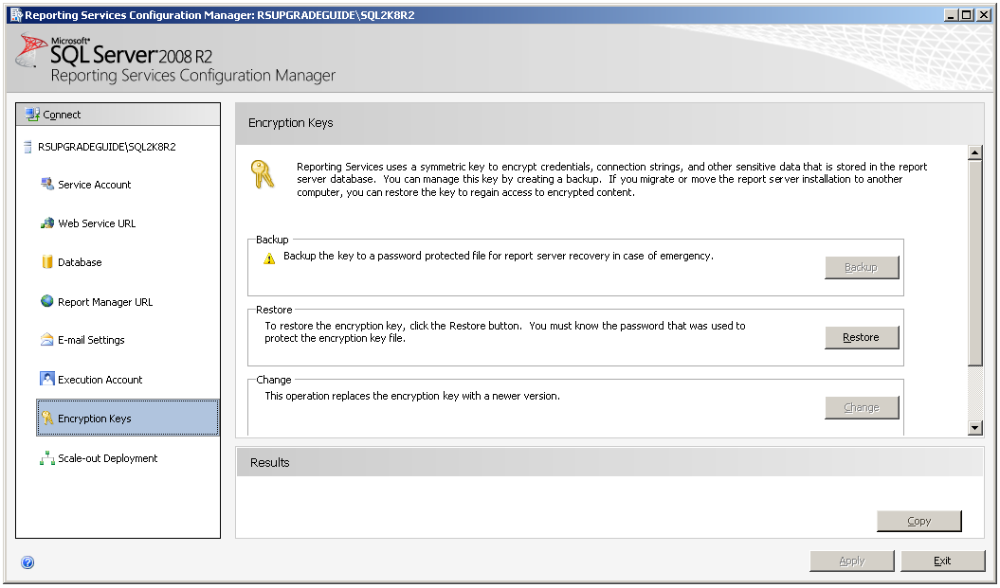 Reporting Services Configuration Manager: RSUPGRADEGUIDE\SQL2K8R2
Microsoft®
SQL Server 2008 R2
Reporting Services Configuration Manager
Connect
RSUPGRADEGUIDE\SQL2K8R2
Service Account
Web Service URL
Database
Report Manager URL
E-mail Settings
Execution Account
Encryption Keys
Scale-out Deployment
Encryption Keys
Reporting Services uses a symmetric key to encrypt credentials, connection strings, and other sensitive data that is stored in the report
server database.  You can manage this key by creating a backup.  If you migrate or move the report server installation to another
computer, you can restore the key to regain access to encrypted content.
Backup
Backup the key to a password protected file for report server recovery in case of emergency.
Backup
Restore
To restore the encryption key, click the Restore button.  You must know the password that was used to
protect the encryption key file.
Restore
Change
This operation replaces the encryption key with a newer version.
Change
Results
Copy
?
Apply
Exit